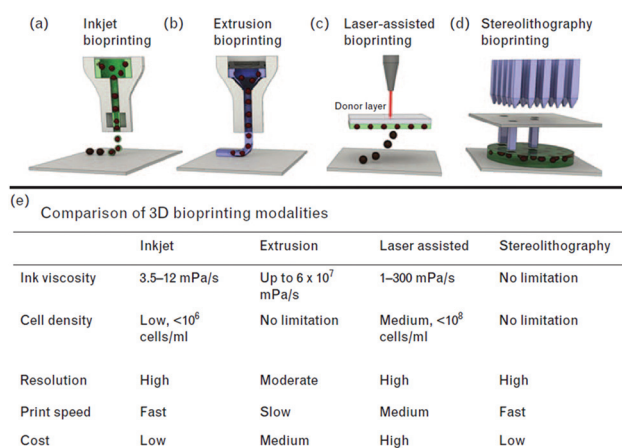 (a) Inkjet bioprinting
(b) Extrusion bioprinting
(c) Laser-assisted bioprinting
(d) Stereolithography bioprinting
Donor layer
(e)
Comparison of 3D bioprinting modalities
Inkjet Extrusion Laser assisted Stereolithography
Ink viscosity 3.5–12 mPa/s Up to 6 x 10⁷ mPa/s 1–300 mPa/s No limitation
Cell density Low, <10⁶ cells/ml No limitation Medium, <10⁸ cells/ml No limitation
Resolution High Moderate High High
Print speed Fast Slow Medium Fast
Cost Low Medium High Low